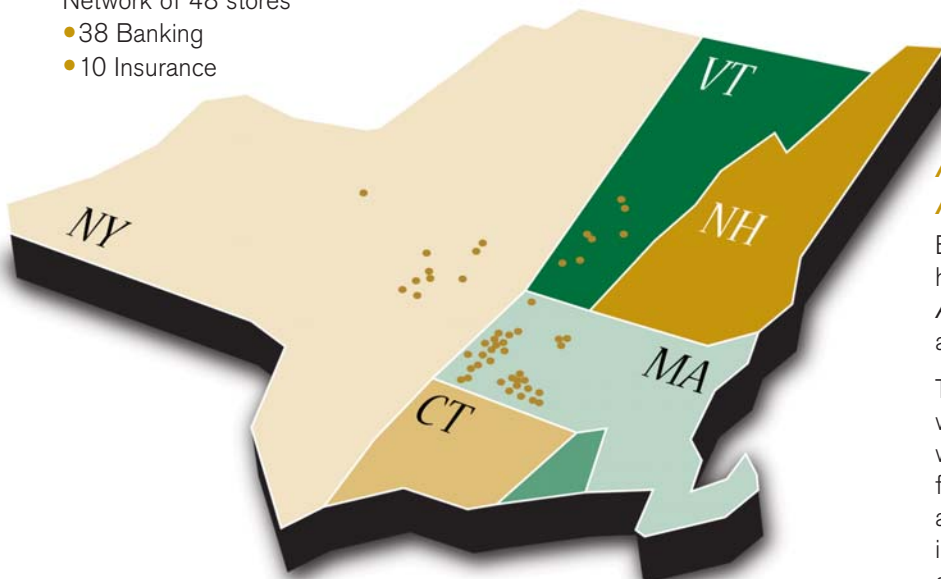 Network of 48 stores
•38 Banking
•10 Insurance
VT
NY
NH
MA
CT